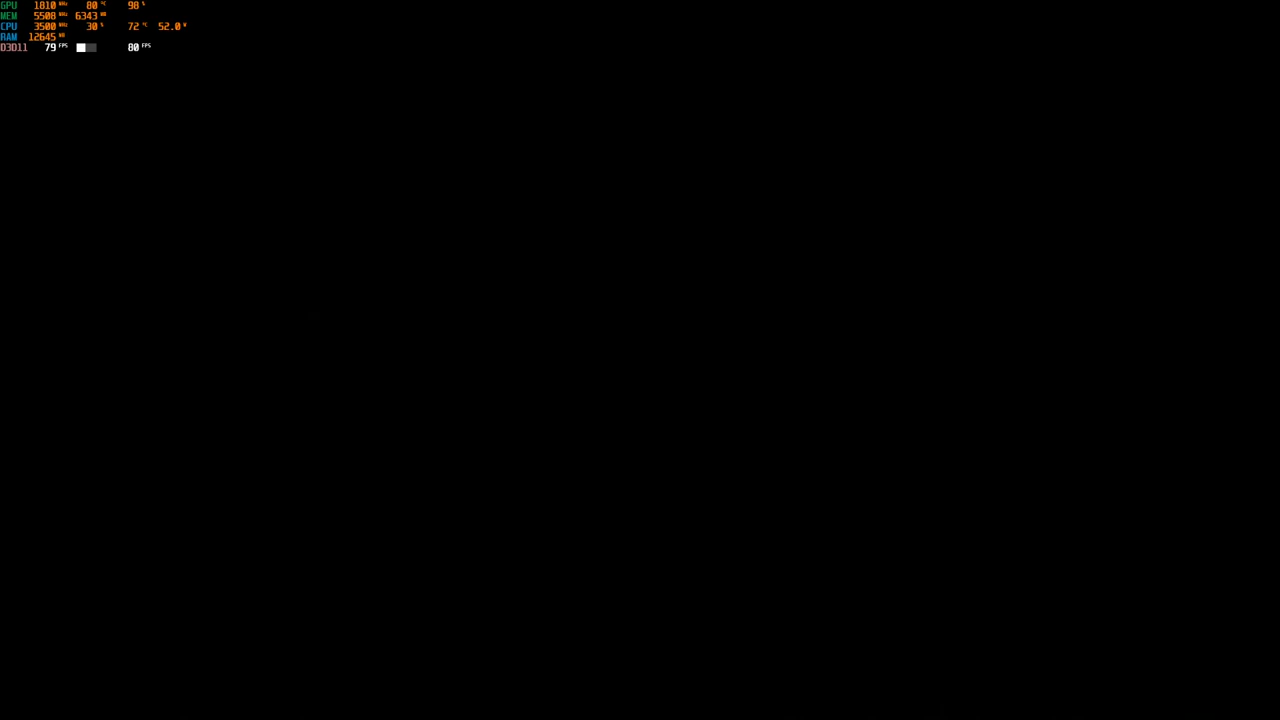 GPU 1810 MHz 80 °C 98 %
MEM 5508 MHz 6343 MB
CPU 3500 MHz 30 % 72 °C 52.0 W
RAM 12645 MB
D3D11 79 FPS 80 FPS